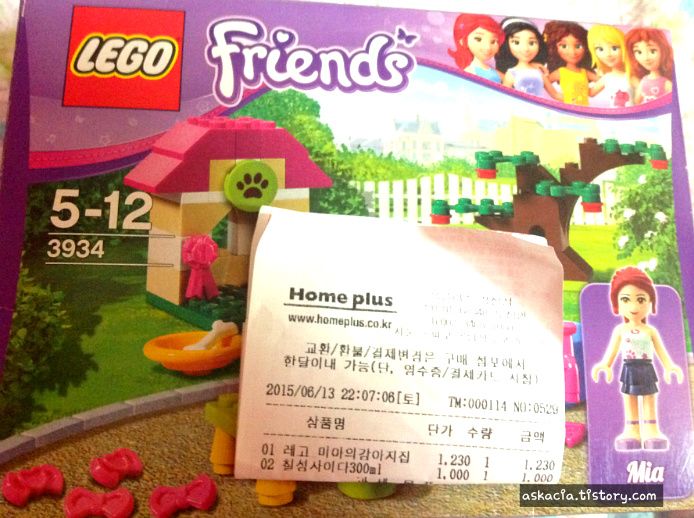 LEGO
Friends
5-12
3934
Home plus
www.homeplus.co.kr
교환/환불/결제변경은 구매 점포에서
한달이내 가능(단, 영수증/결제카드 지참)
2015/06/13 22:07:06[토] TM:000114 NO:0529
상품명 단가 수량 금액
01 레고 미아의강아지집 1,230 1 1,230
02 칠성사이다300ml 1,000 1 1,000
Mia
askacia.tistory.com